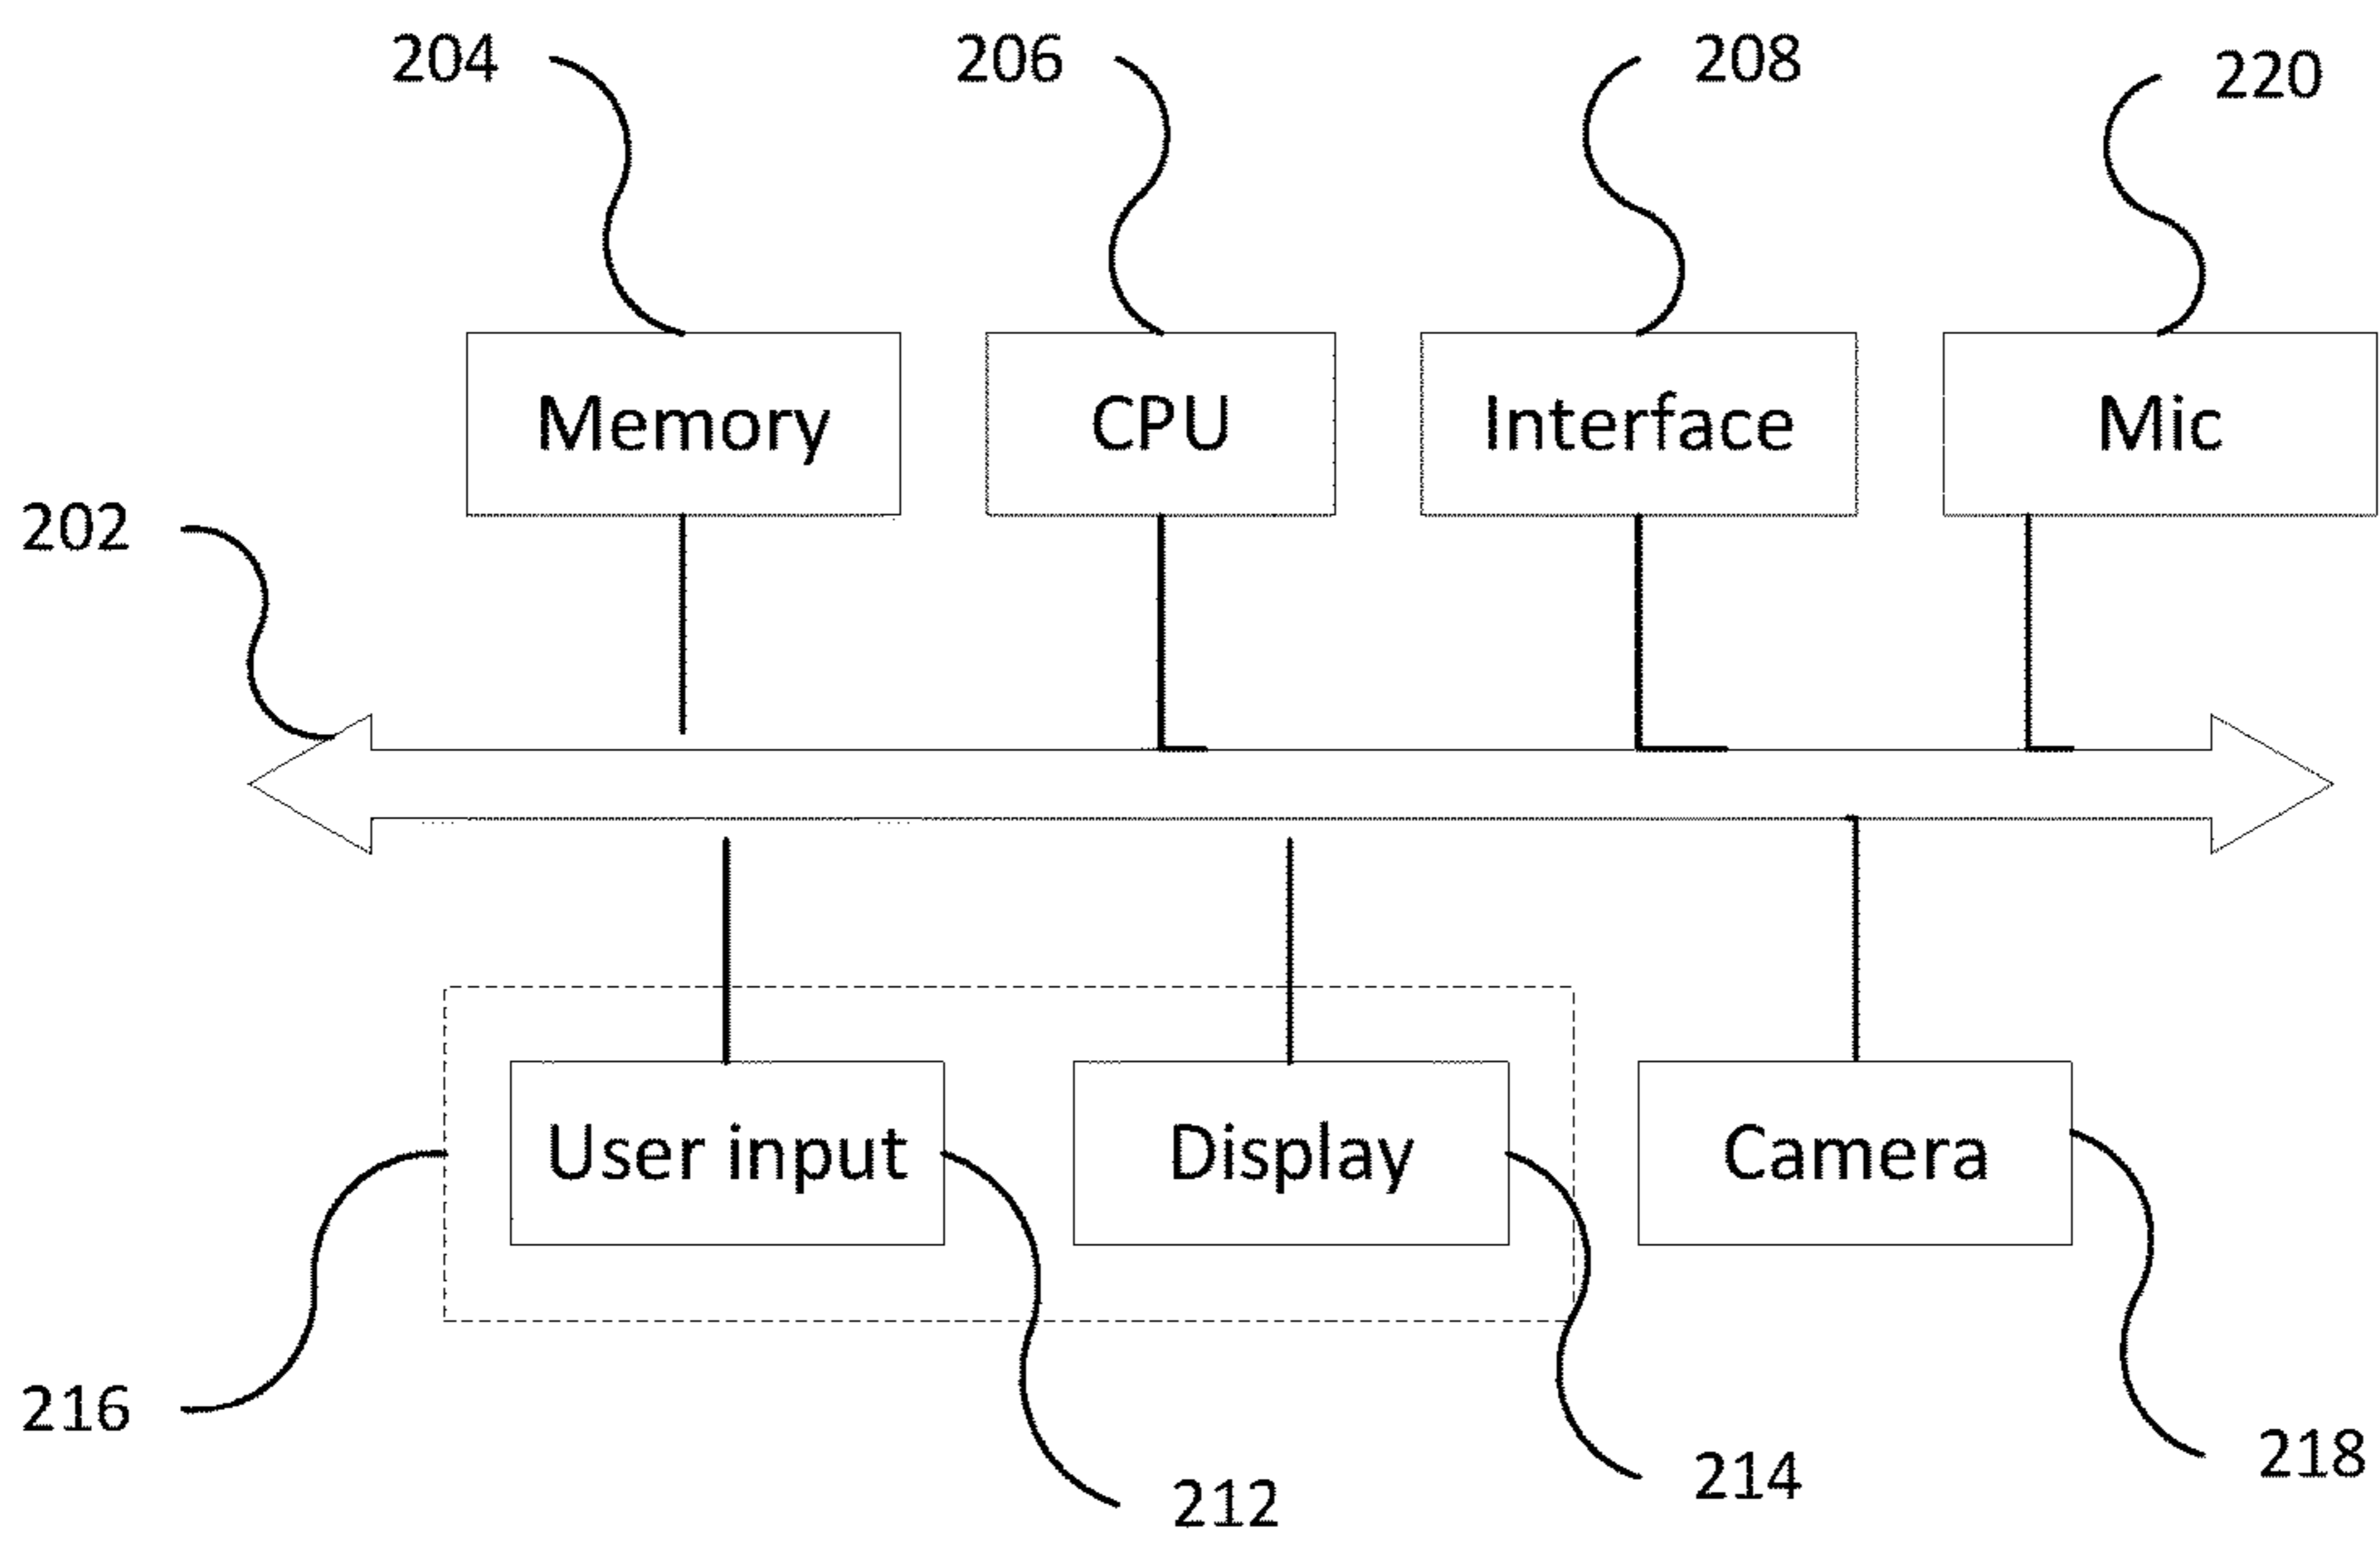 204
206
208
220
Memory
CPU
Interface
Mic
202
User input
Display
Camera
216
212
214
218